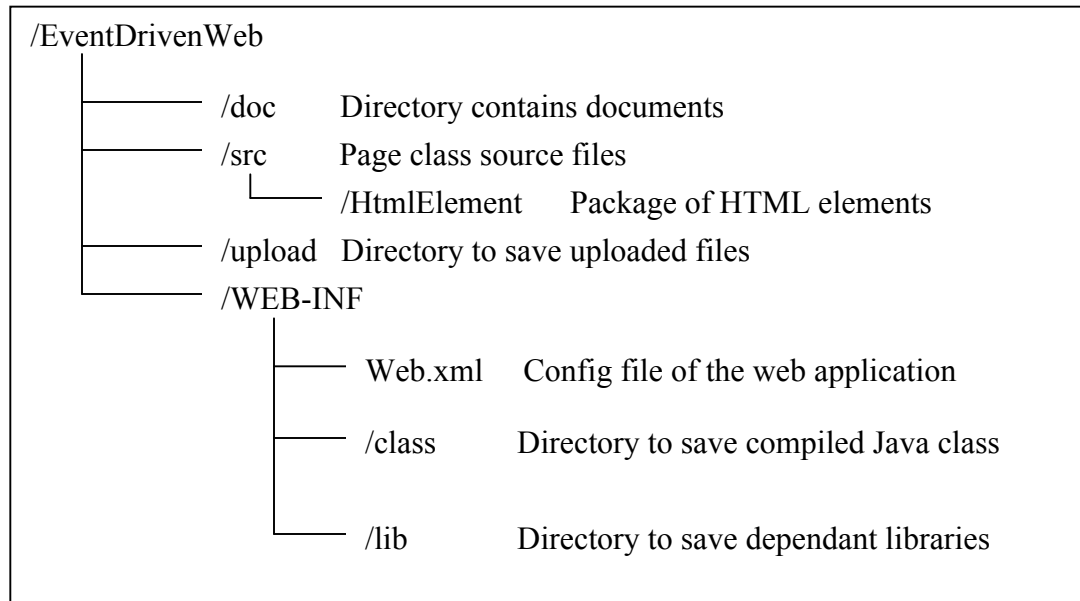 /EventDrivenWeb
/doc Directory contains documents
/src Page class source files
/HtmlElement Package of HTML elements
/upload Directory to save uploaded files
/WEB-INF
Web.xml Config file of the web application
/class Directory to save compiled Java class
/lib Directory to save dependant libraries